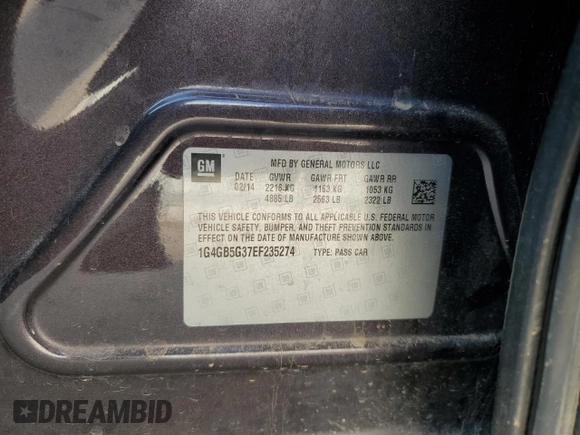 GM
MFD BY GENERAL MOTORS LLC
DATE GVWR GAWR FRT GAWR RR
02/14 2216 KG 1163 KG 1053 KG
4885 LB 2563 LB 2322 LB
THIS VEHICLE CONFORMS TO ALL APPLICABLE U.S. FEDERAL MOTOR
VEHICLE SAFETY, BUMPER, AND THEFT PREVENTION STANDARDS
IN EFFECT ON THE DATE OF MANUFACTURE SHOWN ABOVE.
1G4GB5G37EF235274 TYPE: PASS CAR
DREAMBID